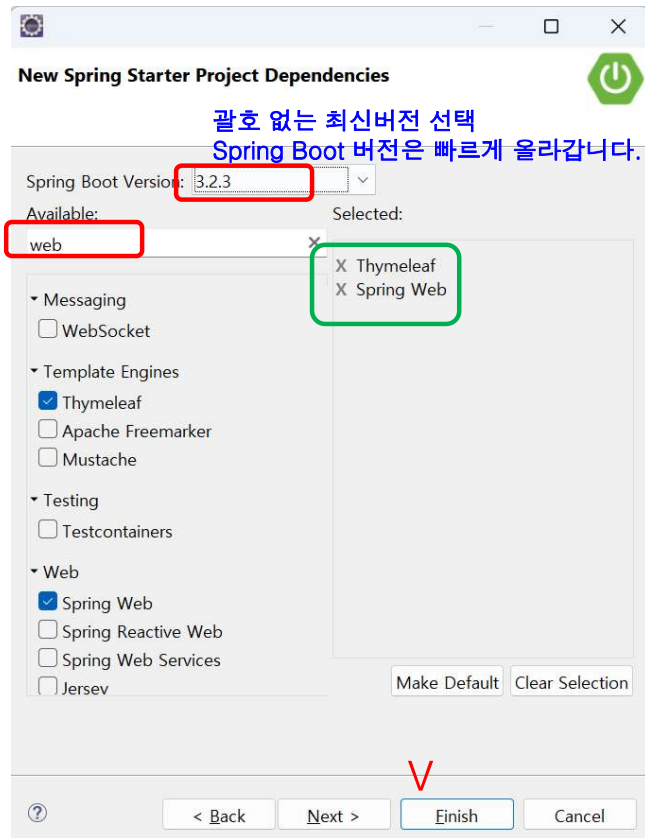 New Spring Starter Project Dependencies
괄호 없는 최신버전 선택
Spring Boot 버전은 빠르게 올라갑니다.
Spring Boot Version: 3.2.3
Available:
Selected:
web
X Thymeleaf
X Spring Web
Messaging
WebSocket
Template Engines
Thymeleaf
Apache Freemarker
Mustache
Testing
Testcontainers
Web
Spring Web
Spring Reactive Web
Spring Web Services
Jersey
Make Default
Clear Selection
V
< Back
Next >
Finish
Cancel